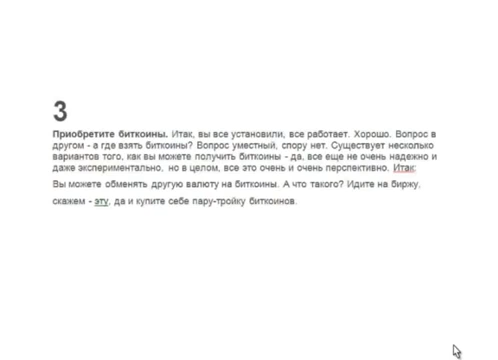 3
Приобретите биткоины. Итак, вы все установили, все работает. Хорошо. Вопрос в
другом - а где взять биткоины? Вопрос уместный, спору нет. Существует несколько
вариантов того, как вы можете получить биткоины - да, все еще не очень надежно и
даже экспериментально, но в целом, все это очень и очень перспективно. Итак:
Вы можете обменять другую валюту на биткоины. А что такого? Идите на биржу,
скажем - эту, да и купите себе пару-тройку биткоинов.